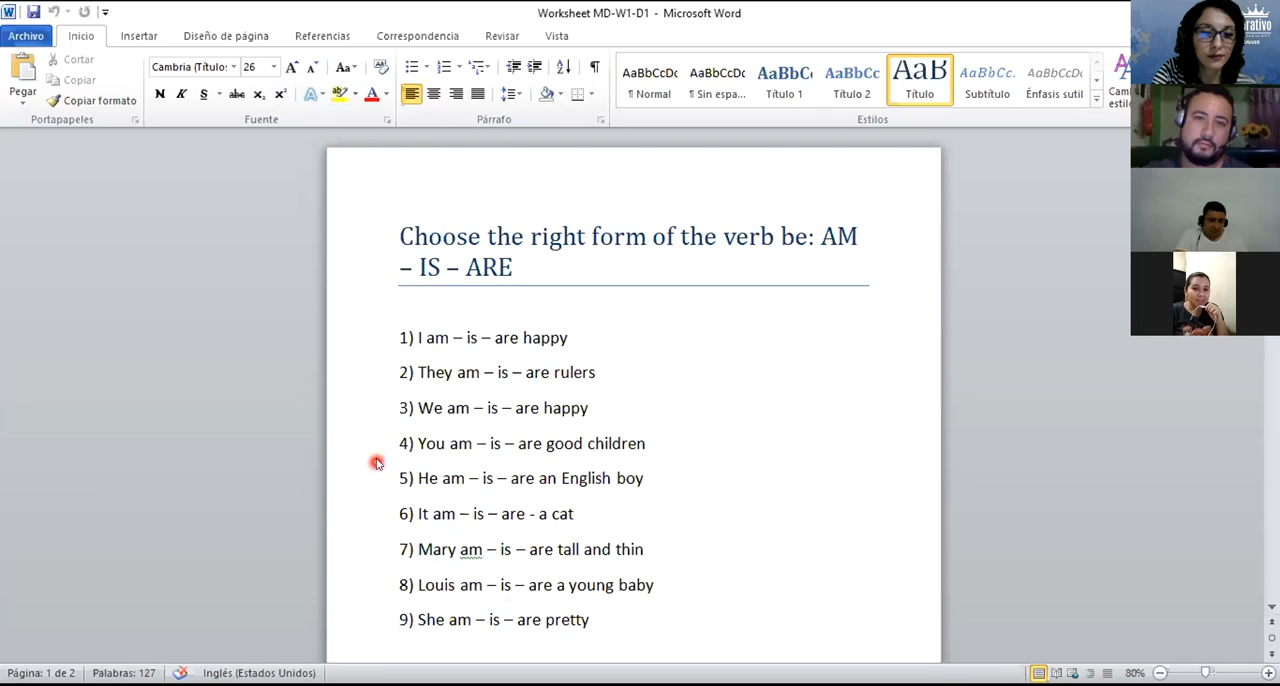 Worksheet MD-W1-D1 - Microsoft Word
Archivo Inicio Insertar Diseño de página Referencias Correspondencia Revisar Vista
Pegar
Cortar
Copiar
Copiar formato
Portapapeles
Cambria (Títulos 26
N K S abc
Fuente
Párrafo
AaBbCcDc AaBbCcDc AaBbC AaBbCc AaB AaBbCc. AaBbCcDc
¶ Normal ¶ Sin espa... Título 1 Título 2 Título Subtítulo Énfasis sutil
Estilos
rativo
Choose the right form of the verb be: AM
– IS – ARE
1) I am – is – are happy
2) They am – is – are rulers
3) We am – is – are happy
4) You am – is – are good children
5) He am – is – are an English boy
6) It am – is – are - a cat
7) Mary am – is – are tall and thin
8) Louis am – is – are a young baby
9) She am – is – are pretty
Página: 1 de 2 Palabras: 127 Inglés (Estados Unidos) 80%